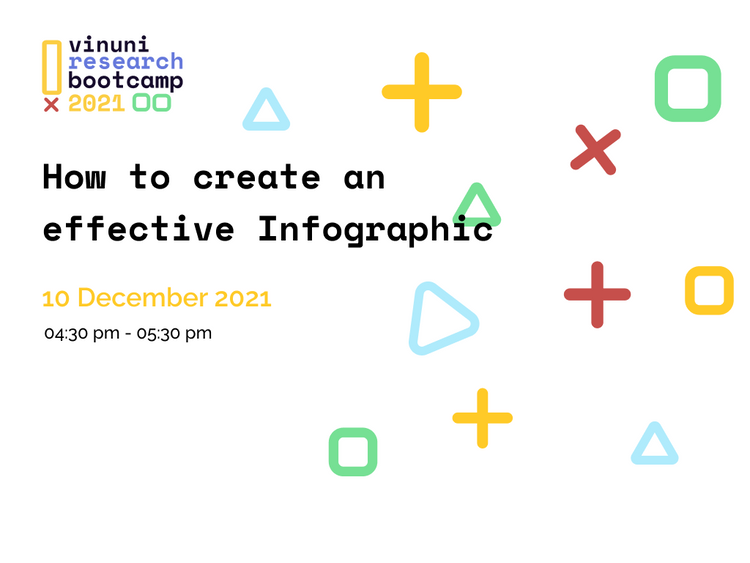 vinuni
research
bootcamp
2021
How to create an
effective Infographic
10 December 2021
04:30 pm - 05:30 pm